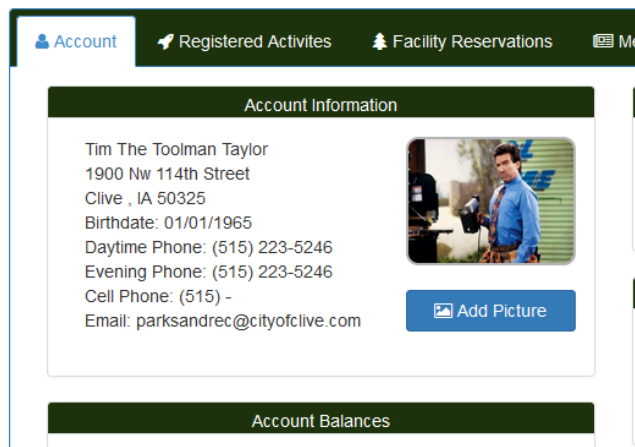 Account
Registered Activites
Facility Reservations
Account Information
Tim The Toolman Taylor
1900 Nw 114th Street
Clive , IA 50325
Birthdate: 01/01/1965
Daytime Phone: (515) 223-5246
Evening Phone: (515) 223-5246
Cell Phone: (515) -
Email: parksandrec@cityofclive.com
Add Picture
Account Balances